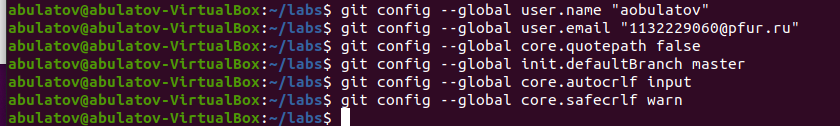 abulatov@abulatov-VirtualBox:~/labs$ git config --global user.name "aobulatov"
abulatov@abulatov-VirtualBox:~/labs$ git config --global user.email "1132229060@pfur.ru"
abulatov@abulatov-VirtualBox:~/labs$ git config --global core.quotepath false
abulatov@abulatov-VirtualBox:~/labs$ git config --global init.defaultBranch master
abulatov@abulatov-VirtualBox:~/labs$ git config --global core.autocrlf input
abulatov@abulatov-VirtualBox:~/labs$ git config --global core.safecrlf warn
abulatov@abulatov-VirtualBox:~/labs$